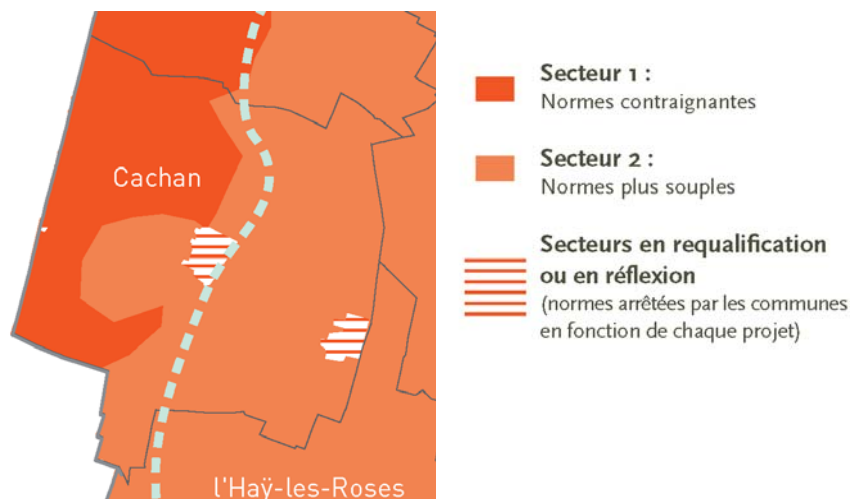 Cachan
l'Haÿ-les-Roses
Secteur 1 :
Normes contraignantes
Secteur 2 :
Normes plus souples
Secteurs en requalification
ou en réflexion
(normes arrêtées par les communes
en fonction de chaque projet)